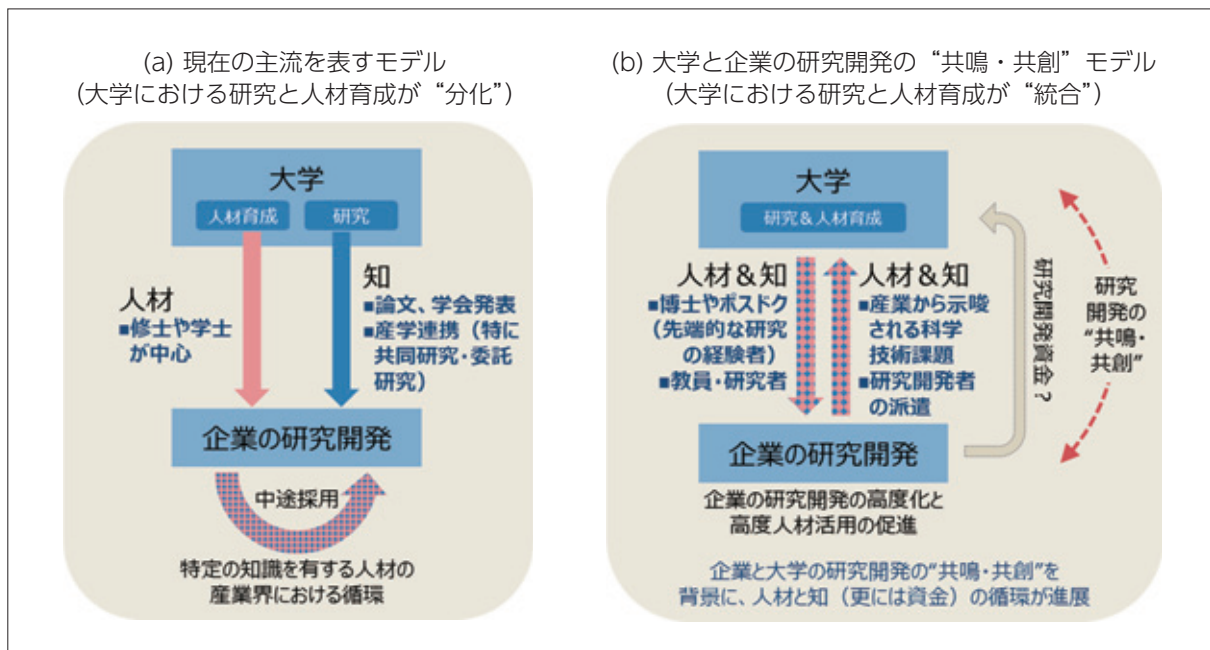 (a) 現在の主流を表すモデル
（大学における研究と人材育成が“分化”）
大学
人材育成
研究
人材
■修士や学士
が中心
知
■論文、学会発表
■産学連携（特に
共同研究・委託
研究）
企業の研究開発
中途採用
特定の知識を有する人材の
産業界における循環
(b) 大学と企業の研究開発の“共鳴・共創”モデル
（大学における研究と人材育成が“統合”）
大学
研究＆人材育成
人材＆知
■博士やポスドク
（先端的な研究
の経験者）
■教員・研究者
人材＆知
■産業から示唆
される科学
技術課題
■研究開発者
の派遣
研究開発資金？
研究
開発の
“共鳴・
共創”
企業の研究開発
企業の研究開発の高度化と
高度人材活用の促進
企業と大学の研究開発の“共鳴・共創”を
背景に、人材と知（更には資金）の循環が進展